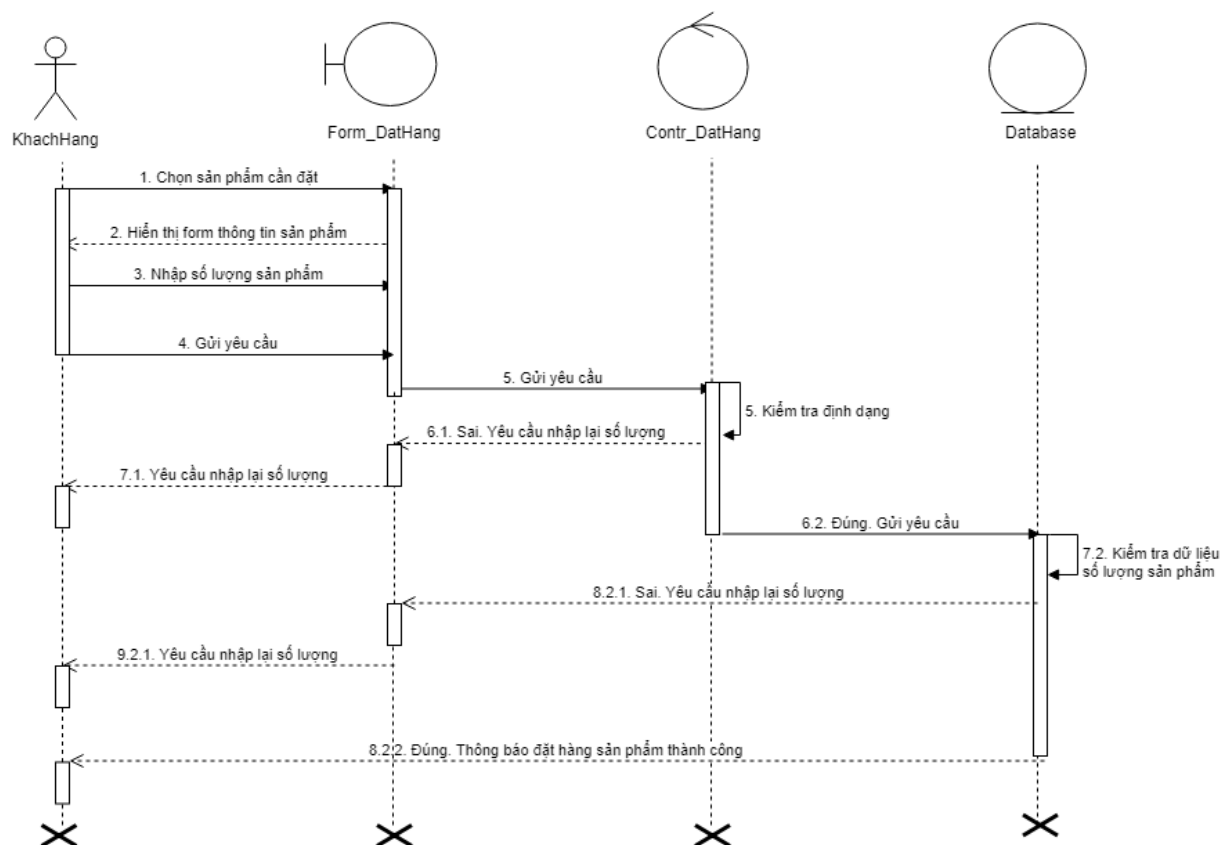 KhachHang
Form_DatHang
Contr_DatHang
Database
1. Chọn sản phẩm cần đặt
2. Hiển thị form thông tin sản phẩm
3. Nhập số lượng sản phẩm
4. Gửi yêu cầu
5. Gửi yêu cầu
5. Kiểm tra định dạng
6.1. Sai. Yêu cầu nhập lại số lượng
7.1. Yêu cầu nhập lại số lượng
6.2. Đúng. Gửi yêu cầu
7.2. Kiểm tra dữ liệu
số lượng sản phẩm
8.2.1. Sai. Yêu cầu nhập lại số lượng
9.2.1. Yêu cầu nhập lại số lượng
8.2.2. Đúng. Thông báo đặt hàng sản phẩm thành công